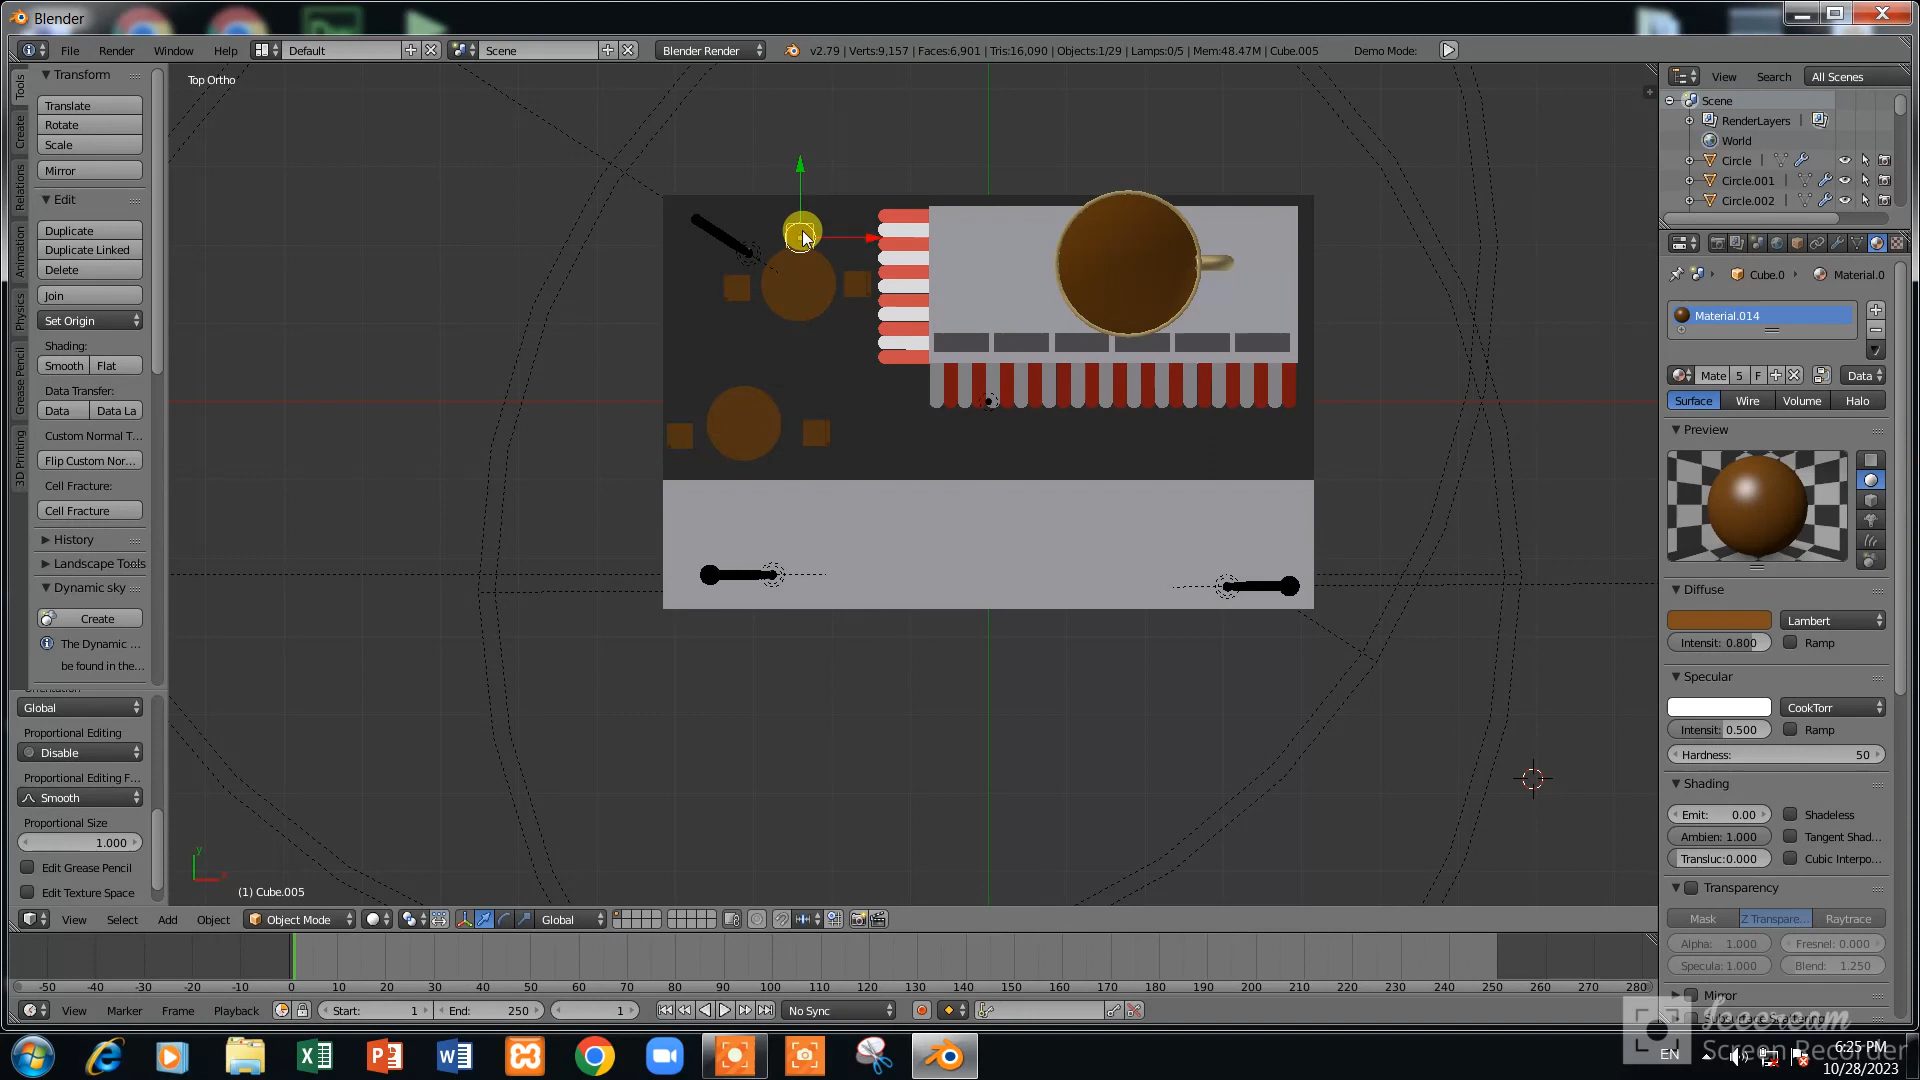 Blender
File Render Window Help Default Scene Blender Render v2.79 | Verts:9,157 | Faces:6,901 | Tris:16,090 | Objects:1/29 | Lamps:0/5 | Mem:48.47M | Cube.005 Demo Mode:
Tools
Create
Relations
Animation
Physics
Grease Pencil
3D Printing
Transform
Translate
Rotate
Scale
Mirror
Edit
Duplicate
Duplicate Linked
Delete
Join
Set Origin
Shading:
Smooth Flat
Data Transfer:
Data Data La
Custom Normal T...
Flip Custom Nor...
Cell Fracture:
Cell Fracture
History
Landscape Tools
Dynamic sky
Create
The Dynamic ...
be found in the...
Global
Proportional Editing
Disable
Proportional Editing F...
Smooth
Proportional Size
1.000
Edit Grease Pencil
Edit Texture Space
Top Ortho
y
(1) Cube.005
View Select Add Object Object Mode Global
-50 -40 -30 -20 -10 0 10 20 30 40 50 60 70 80 90 100 110 120 130 140 150 160 170 180 190 200 210 220 230 240 250 260 270 280
View Marker Frame Playback Start: 1 End: 250 1 No Sync
View Search All Scenes
Scene
RenderLayers |
World
Circle
Circle.001
Circle.002
Cube.0 Material.0
Material.014
Mate 5 F Data
Surface Wire Volume Halo
Preview
Diffuse
Lambert
Intensit: 0.800 Ramp
Specular
CookTorr
Intensit: 0.500 Ramp
Hardness: 50
Shading
Emit: 0.00 Shadeless
Ambien: 1.000 Tangent Shad...
Transluc:0.000 Cubic Interpo...
Transparency
Mask Z Transpare... Raytrace
Alpha: 1.000 Fresnel: 0.000
Specula: 1.000 Blend: 1.250
Mirror
Subsurface Scattering
Icecream
Screen Recorder
EN
6:25 PM
10/28/2023